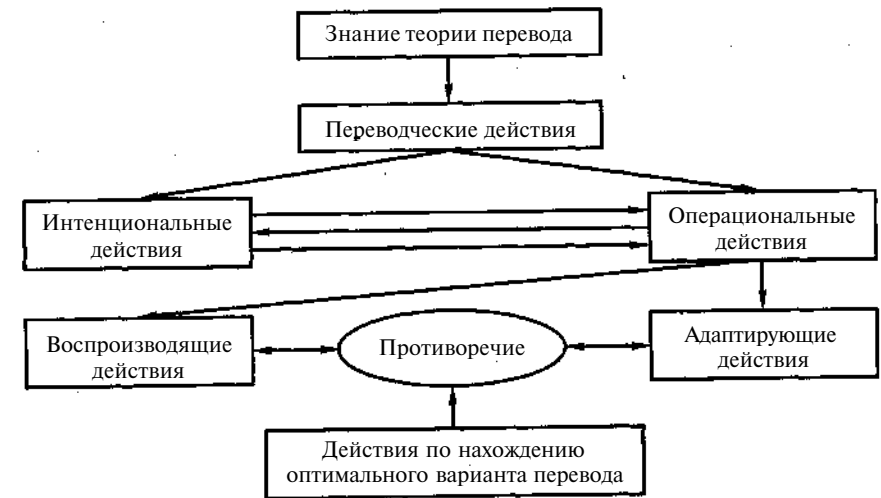 Знание теории перевода
Переводческие действия
Интенциональные
действия
Операциональные
действия
Воспроизводящие
действия
Противоречие
Адаптирующие
действия
Действия по нахождению
оптимального варианта перевода